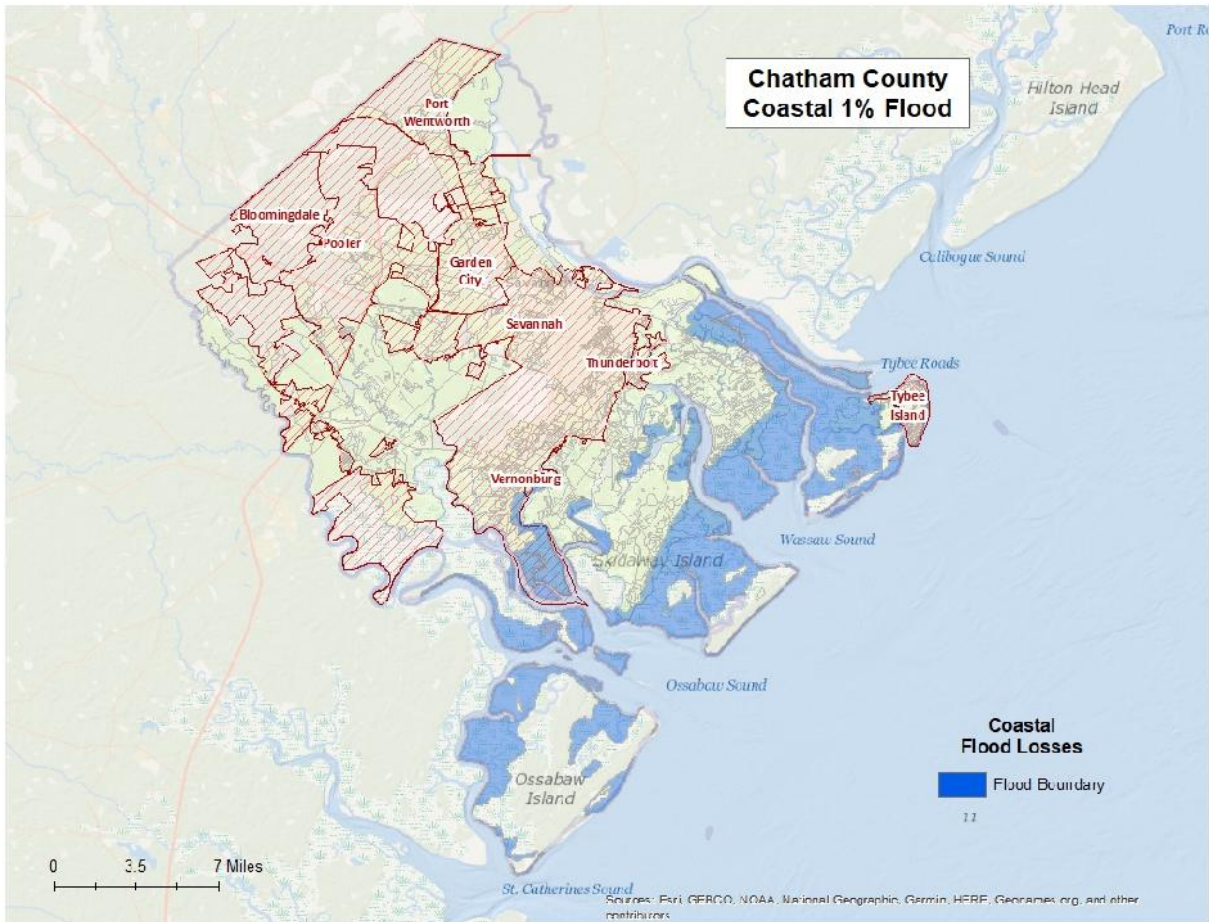 Port Ro
Chatham County
Coastal 1% Flood
Hilton Head
Island
Port
Wentworth
Bloomingdale
Pooler
Garden
City
Calibogue Sound
Savannah
Thunderbolt
Tybee Roads
Tybee
Island
Vernonburg
Wassaw Sound
Skidaway Island
Ossabaw Sound
Coastal
Flood Losses
Flood Boundary
11
Ossabaw
Island
0 3.5 7 Miles
St. Catherines Sound
Sources: Esri, GEBCO, NOAA, National Geographic, Garmin, HERE, Geonames.org, and other
contributors